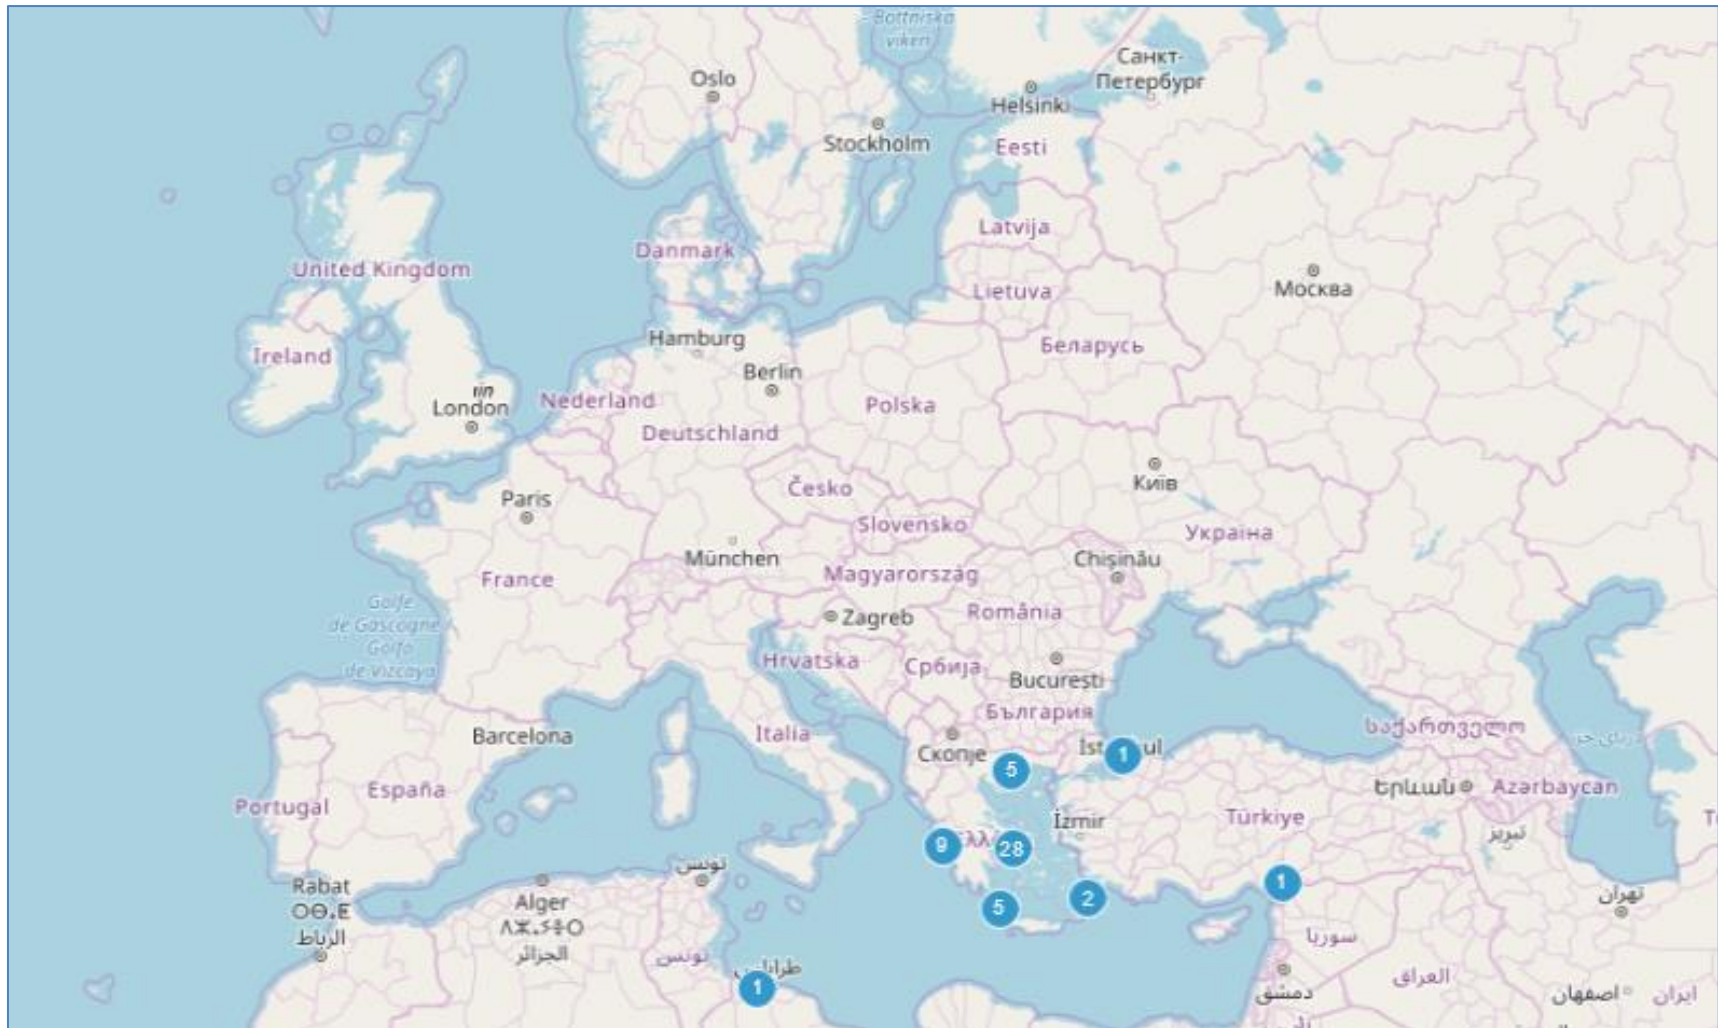 - Bottniska
viken
Санкт-
Петербург
Oslo
Helsinki
Stockholm
Eesti
Latvija
Danmark
United Kingdom
Lietuva
Москва
Hamburg
Беларусь
Ireland
Berlin
London
Nederland
Polska
Deutschland
Київ
Česko
Paris
Slovensko
Україна
München
Chișinău
France
Magyarország
Golfe
de Gascogne
Golfo
de Vizcaya
România
Zagreb
Hrvatska
Србија
București
България
Barcelona
Italia
Скопје
5
1
საქართველო
España
Portugal
Երևան
Azərbaycan
İzmir
Türkiye
تبریز
9
28
تونس
Rabat
ⵔⴱⴰⵟ
الرباط
Alger
الجزائر
5
2
1
تهران
سوريا
تونس
العراق
1
دمشق
اصفهان
ایران